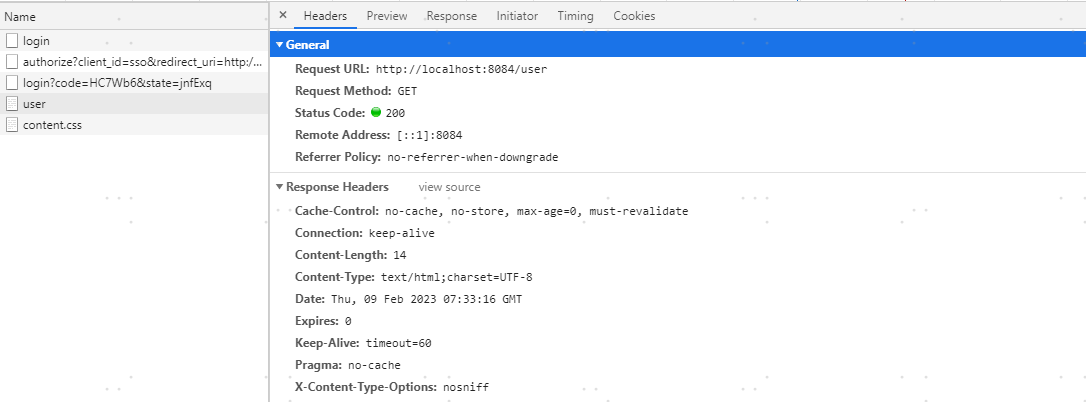 Name
login
authorize?client_id=sso&redirect_uri=http:/...
login?code=HC7Wb6&state=jnfExq
user
content.css
× Headers Preview Response Initiator Timing Cookies
▼ General
Request URL: http://localhost:8084/user
Request Method: GET
Status Code: 200
Remote Address: [::1]:8084
Referrer Policy: no-referrer-when-downgrade
▼ Response Headers view source
Cache-Control: no-cache, no-store, max-age=0, must-revalidate
Connection: keep-alive
Content-Length: 14
Content-Type: text/html;charset=UTF-8
Date: Thu, 09 Feb 2023 07:33:16 GMT
Expires: 0
Keep-Alive: timeout=60
Pragma: no-cache
X-Content-Type-Options: nosniff